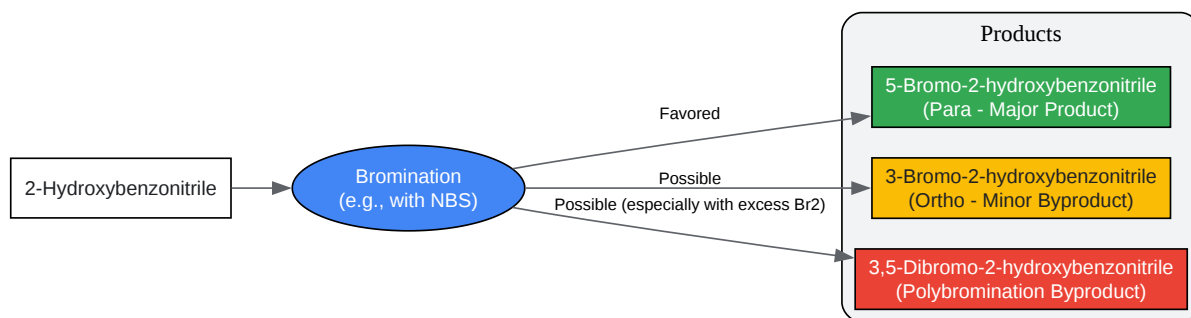 Products
5-Bromo-2-hydroxybenzonitrile
(Para - Major Product)
Favored
2-Hydroxybenzonitrile
Bromination
(e.g., with NBS)
Possible
3-Bromo-2-hydroxybenzonitrile
(Ortho - Minor Byproduct)
Possible (especially with excess Br2)
3,5-Dibromo-2-hydroxybenzonitrile
(Polybromination Byproduct)